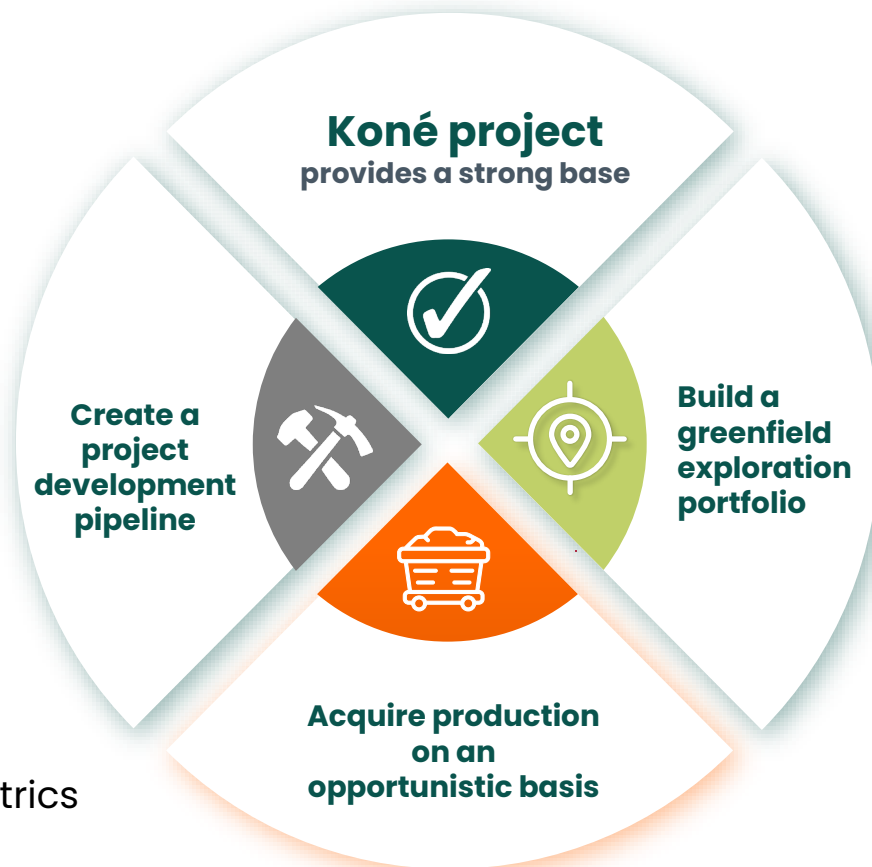 Koné project
provides a strong base
Create a
project
development
pipeline
Build a
greenfield
exploration
portfolio
Acquire production
on an
opportunistic basis
trics